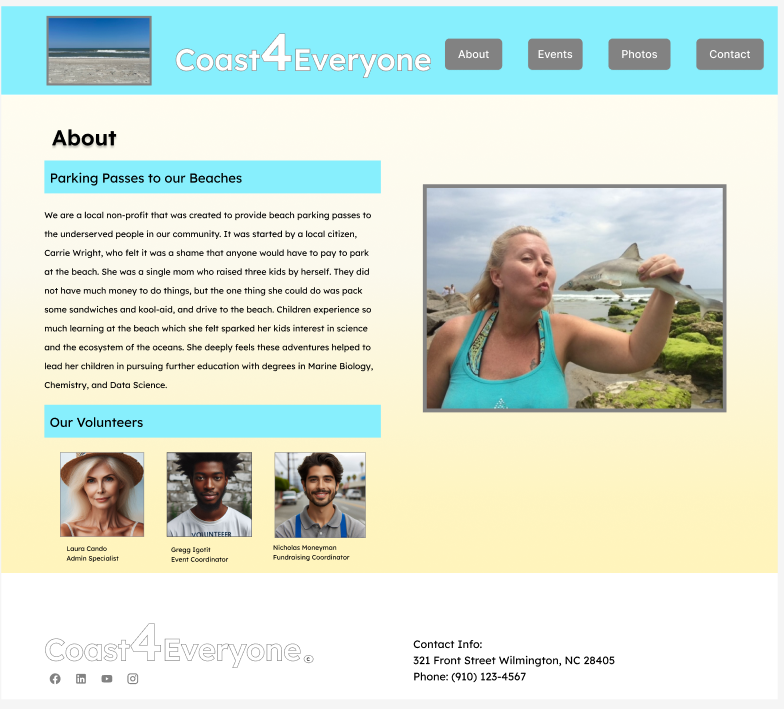 Coast4Everyone
About
Events
Photos
Contact
About
Parking Passes to our Beaches
We are a local non-profit that was created to provide beach parking passes to
the underserved people in our community. It was started by a local citizen,
Carrie Wright, who felt it was a shame that anyone would have to pay to park
at the beach. She was a single mom who raised three kids by herself. They did
not have much money to do things, but the one thing she could do was pack
some sandwiches and kool-aid, and drive to the beach. Children experience so
much learning at the beach which she felt sparked her kids interest in science
and the ecosystem of the oceans. She deeply feels these adventures helped to
lead her children in pursuing further education with degrees in Marine Biology,
Chemistry, and Data Science.
Our Volunteers
VOLUNTEER
Laura Cando
Admin Specialist
Gregg Igotit
Event Coordinator
Nicholas Moneyman
Fundraising Coordinator
Coast4Everyone©
Contact Info:
321 Front Street Wilmington, NC 28405
Phone: (910) 123-4567